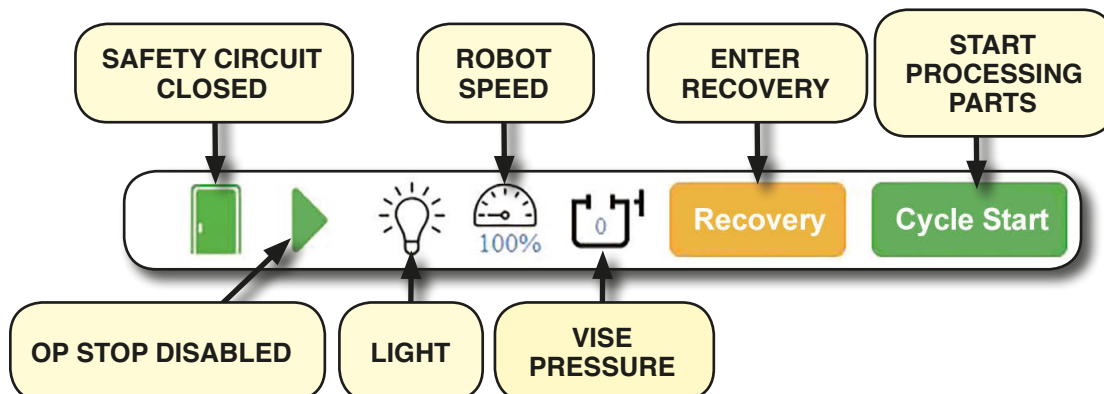 SAFETY CIRCUIT
CLOSED
ROBOT
SPEED
ENTER
RECOVERY
START
PROCESSING
PARTS
100%
0
Recovery
Cycle Start
OP STOP DISABLED
LIGHT
VISE
PRESSURE